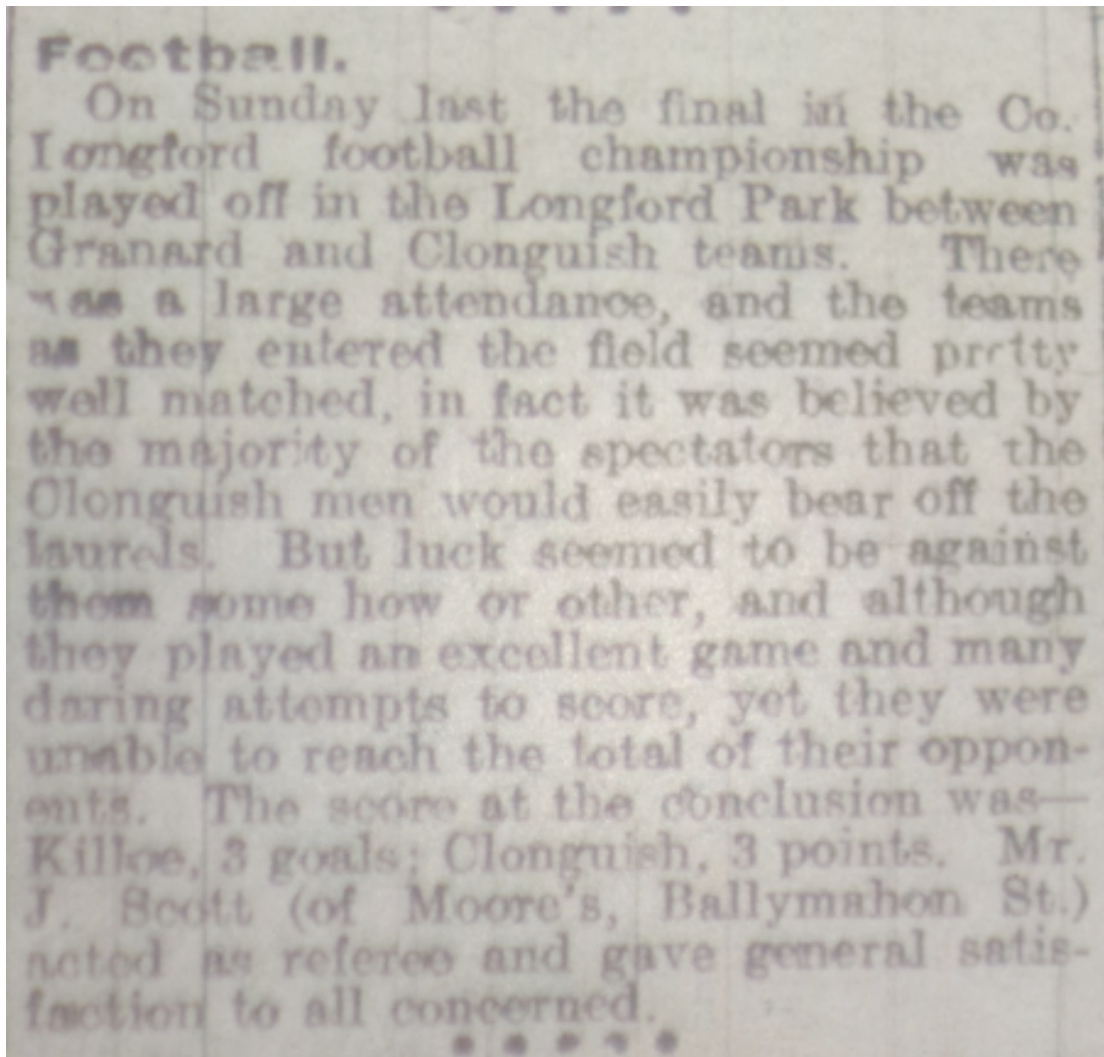 Football.
On Sunday last the final in the Co.
Longford football championship was
played off in the Longford Park between
Granard and Clonguish teams. There
was a large attendance, and the teams
as they entered the field seemed pretty
well matched, in fact it was believed by
the majority of the spectators that the
Clonguish men would easily bear off the
laurels. But luck seemed to be against
them some how or other, and although
they played an excellent game and many
daring attempts to score, yet they were
unable to reach the total of their oppon-
ents. The score at the conclusion was—
Killoe, 3 goals; Clonguish, 3 points. Mr.
J. Scott (of Moore's, Ballymahon St.)
acted as referee and gave general satis-
faction to all concerned.